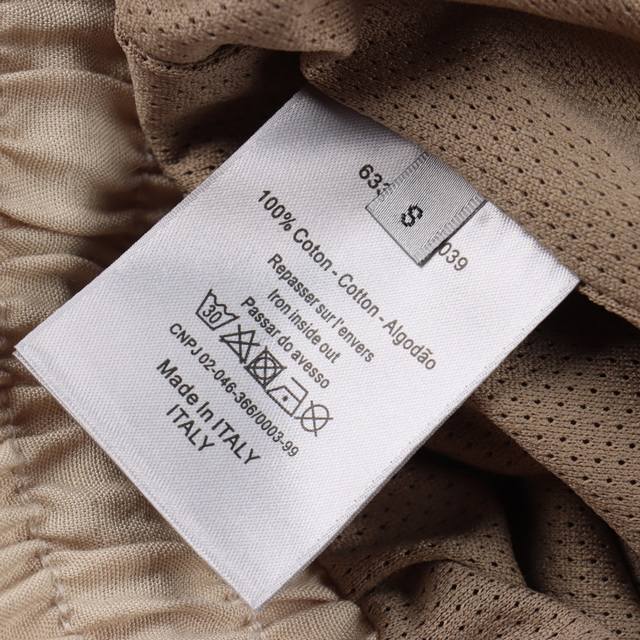 S
039
100% Coton - Cotton - Algodão
Repasser sur l'envers
Iron inside out
Passar do avesso
30
CNPJ 02-046-366/0003-99
Made In ITALY
ITALY